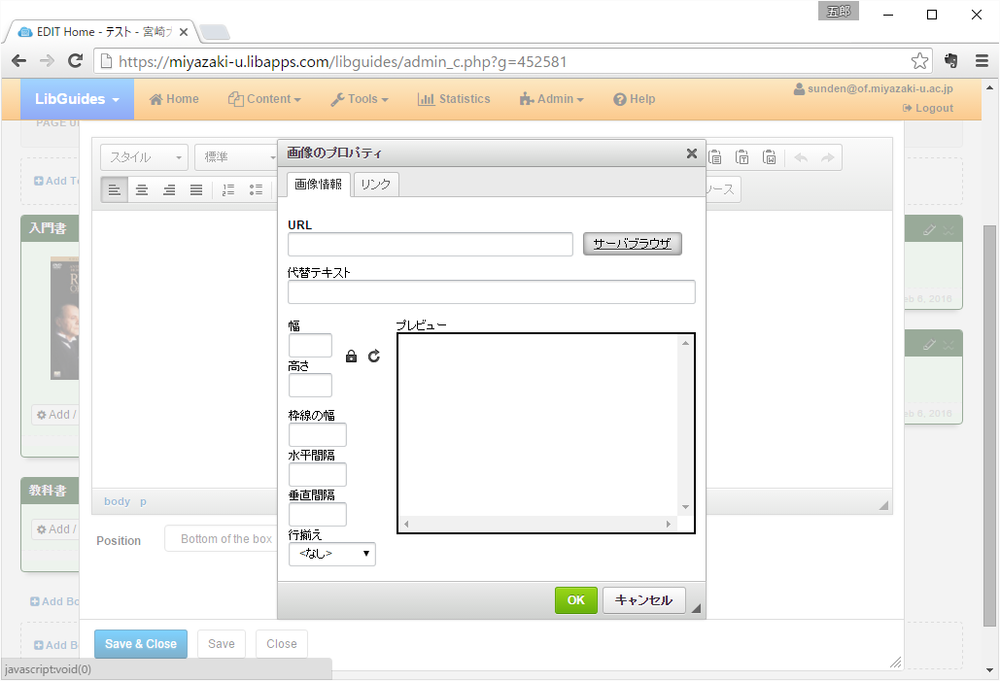 五郎
EDIT Home - テスト - 宮崎大
https://miyazaki-u.libapps.com/libguides/admin_c.php?g=452581
LibGuides
Home
Content
Tools
Statistics
Admin
Help
sunden@of.miyazaki-u.ac.jp
Logout
スタイル
標準
画像のプロパティ
画像情報
リンク
URL
サーバブラウザ
代替テキスト
幅
プレビュー
高さ
枠線の幅
水平間隔
垂直間隔
行揃え
<なし>
OK
キャンセル
ース
入門書
Add /
教科書
Add /
eb 6, 2016
eb 6, 2016
body p
Position
Bottom of the box
Add Bo
Add B
Save & Close
Save
Close
javascript:void(0)